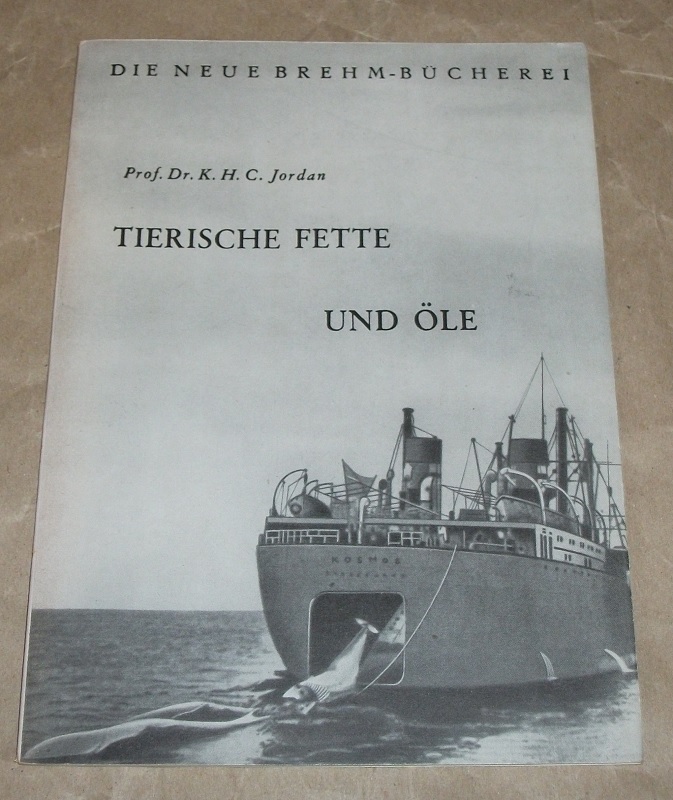 DIE NEUE BREHM-BÜCHEREI
Prof. Dr. K. H. C. Jordan
TIERISCHE FETTE
UND ÖLE
KOSMOS